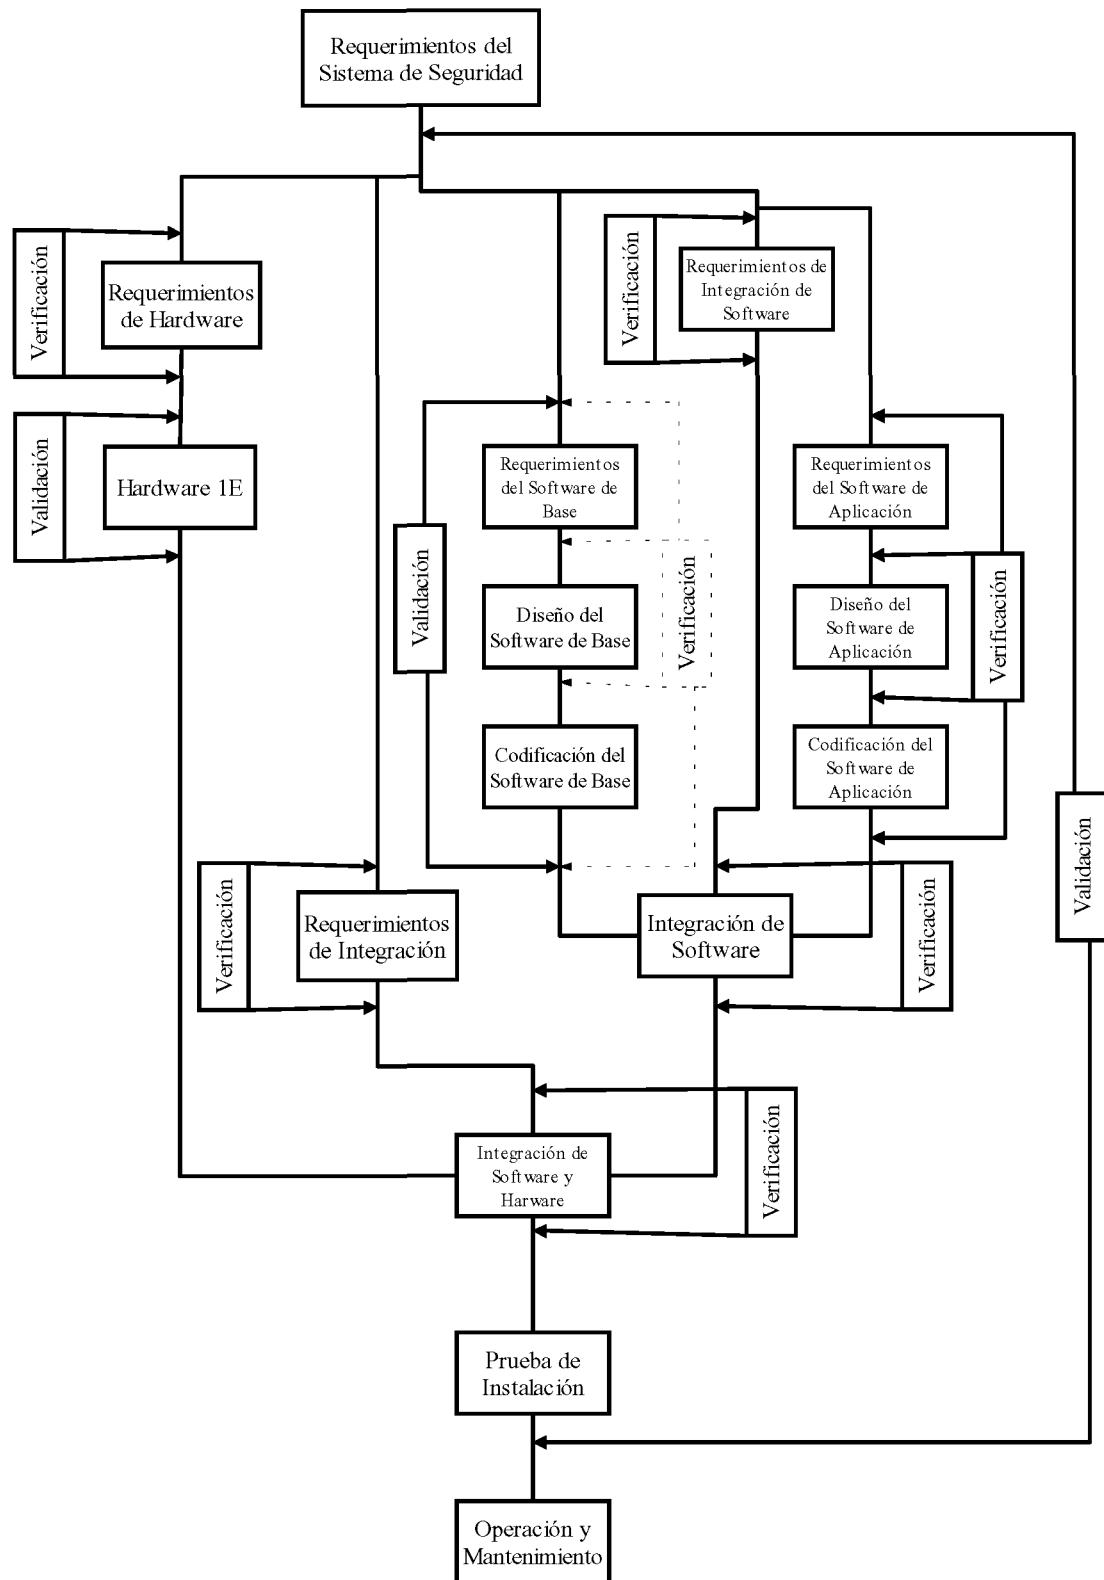 Requerimientos del
Sistema de Seguridad
Verificación
Requerimientos
de Hardware
Verificación
Requerimientos de
Integración de
Software
Validación
Hardware 1E
Requerimientos
del Software de
Base
Requerimientos
del Software de
Aplicación
Validación
Diseño del
Software de Base
Verificación
Diseño del
Software de
Aplicación
Verificación
Codificación del
Software de Base
Codificación del
Software de
Aplicación
Validación
Verificación
Requerimientos
de Integración
Integración de
Software
Verificación
Integración de
Software y
Harware
Verificación
Prueba de
Instalación
Operación y
Mantenimiento